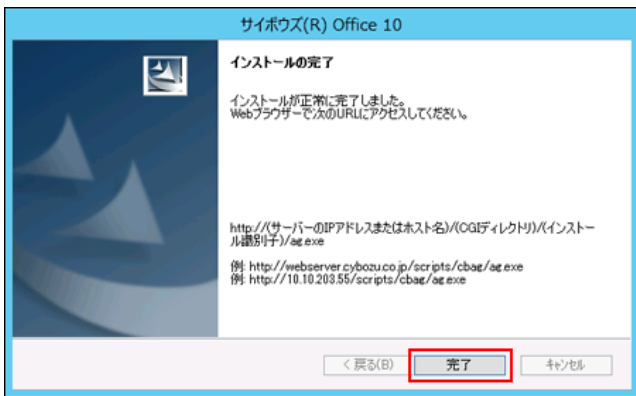 サイボウズ(R) Office 10
インストールの完了
インストールが正常に完了しました。
Webブラウザーで次のURLにアクセスしてください。
http://(サーバーのIPアドレスまたはホスト名)/(CGIディレクトリ)/(インストー
ル識別子)/ag.exe
例: http://webserver.cybozu.co.jp/scripts/cbag/ag.exe
例: http://10.10.203.55/scripts/cbag/ag.exe
< 戻る(B)
完了
キャンセル